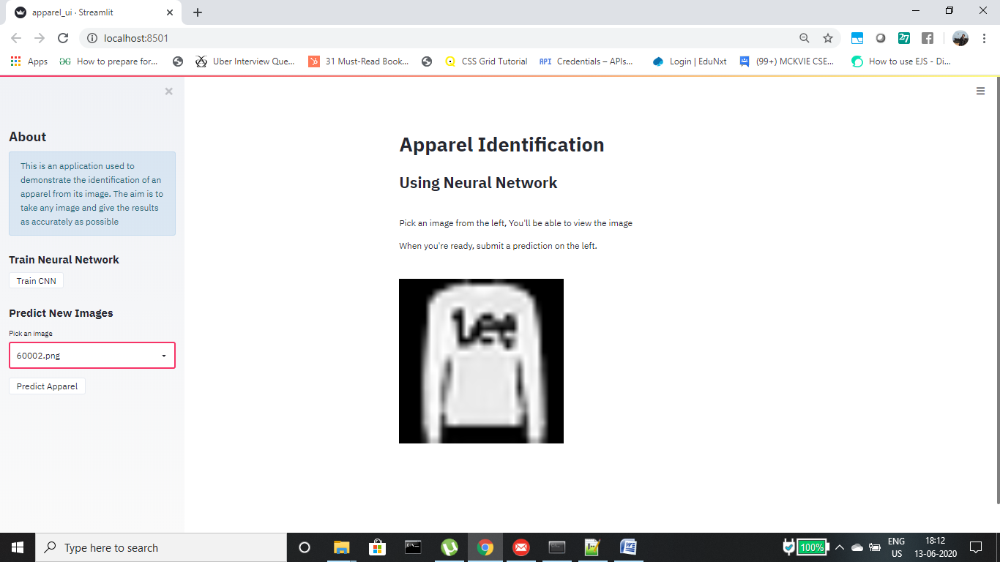 apparel_ui · Streamlit
localhost:8501
Apps
How to prepare for...
Uber Interview Que...
31 Must-Read Book...
CSS Grid Tutorial
API
Credentials – APIs...
Login | EduNxt
(99+) MCKVIE CSE...
How to use EJS - Di...
27
About
This is an application used to
demonstrate the identification of an
apparel from its image. The aim is to
take any image and give the results
as accurately as possible
Train Neural Network
Train CNN
Predict New Images
Pick an image
60002.png
Predict Apparel
Apparel Identification
Using Neural Network
Pick an image from the left, You'll be able to view the image
When you're ready, submit a prediction on the left.
Lee
Type here to search
100%
ENG
US
18:12
13-06-2020